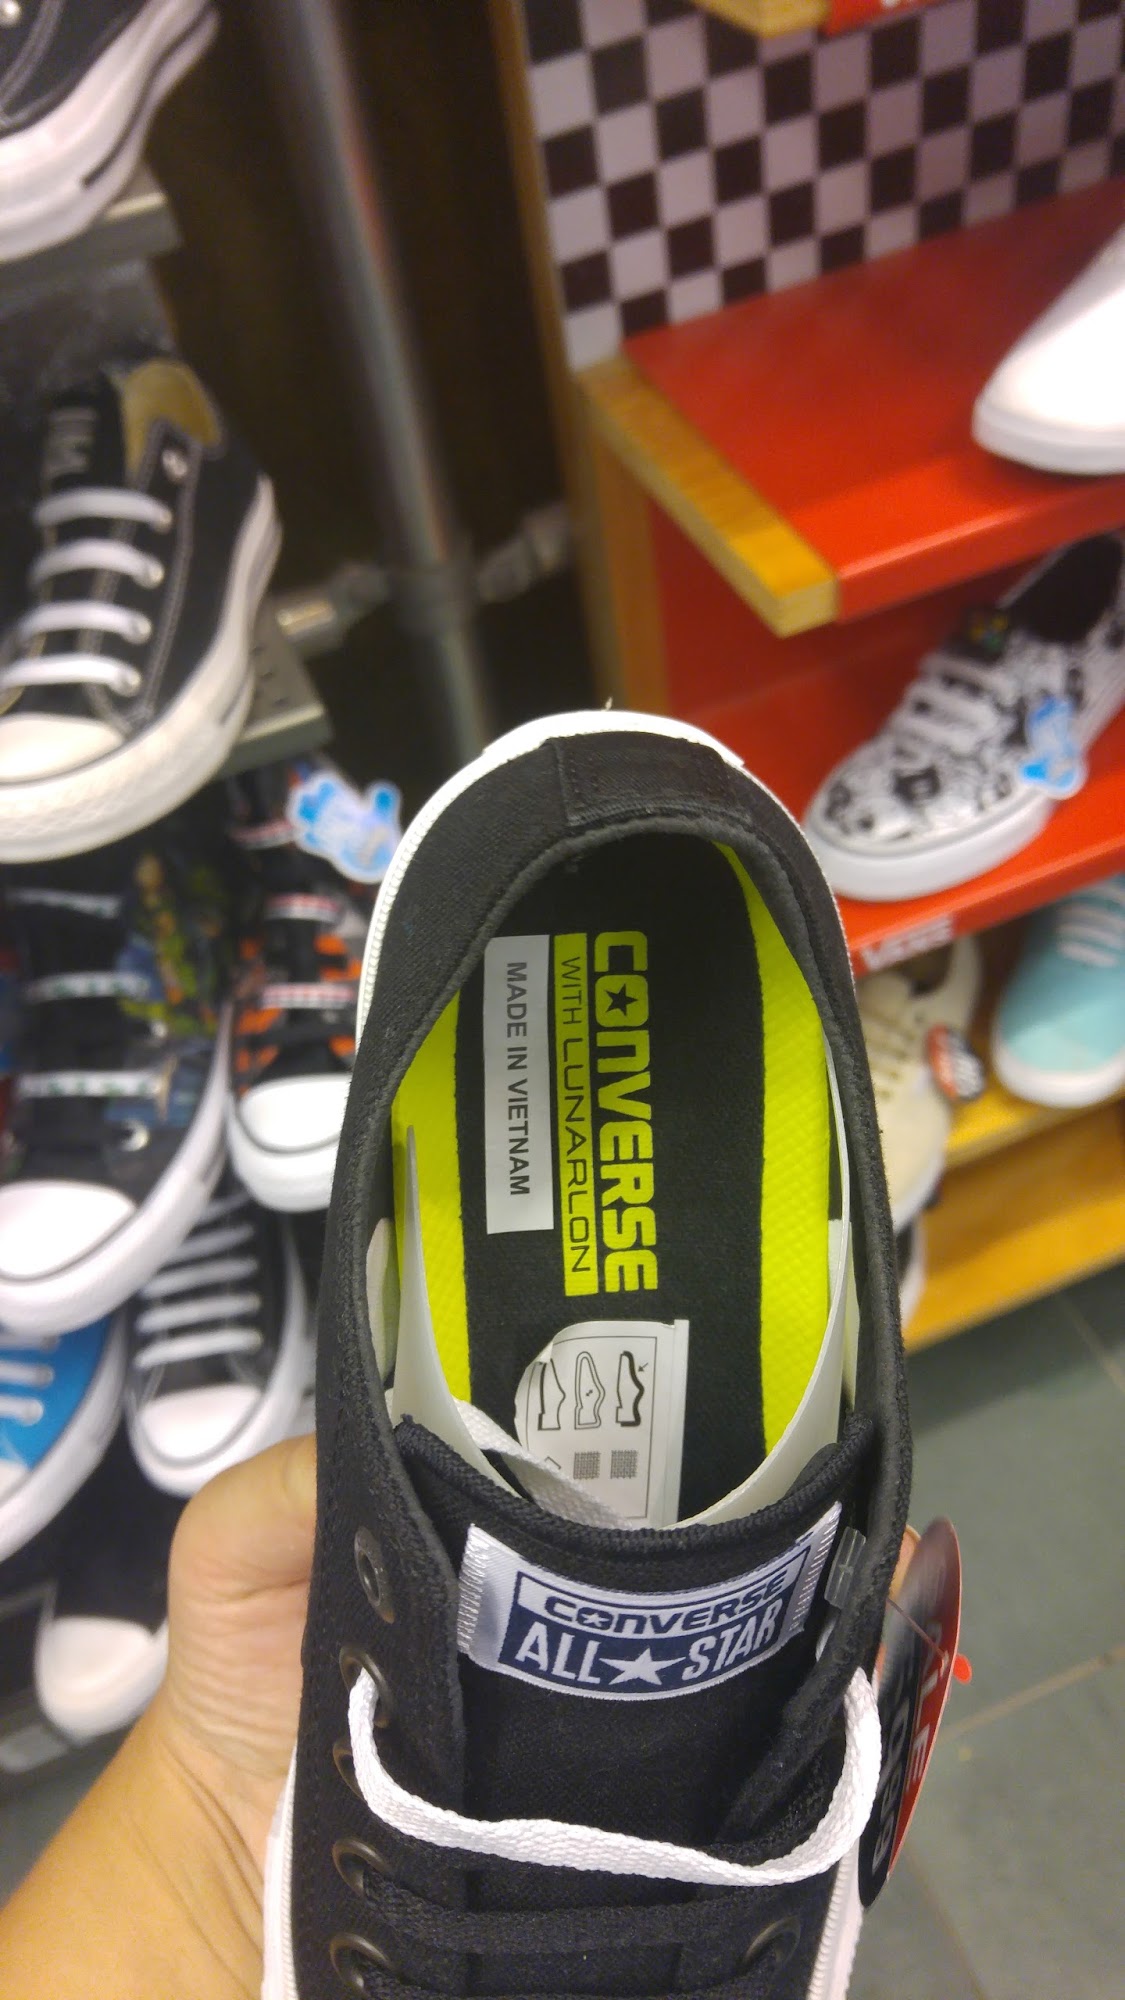 CONVERSE
WITH LUNARLON
MADE IN VIETNAM
CONVERSE
ALL STAR